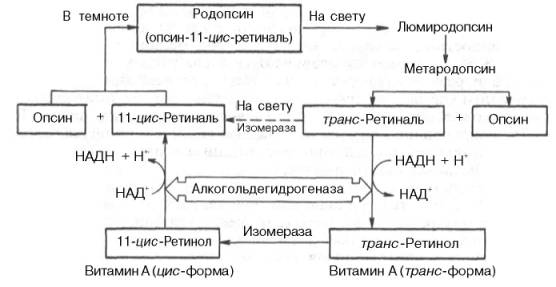 В темноте
Родопсин
(опсин-11-цис-ретиналь)
На свету
Люмиродопсин
Метародопсин
Опсин + 11-цис-Ретиналь
На свету
Изомераза
транс-Ретиналь + Опсин
НАДН + Н⁺
НАД⁺
Алкогольдегидрогеназа
НАДН + Н⁺
НАД⁺
11-цис-Ретинол
Изомераза
транс-Ретинол
Витамин А (цис-форма)
Витамин А (транс-форма)